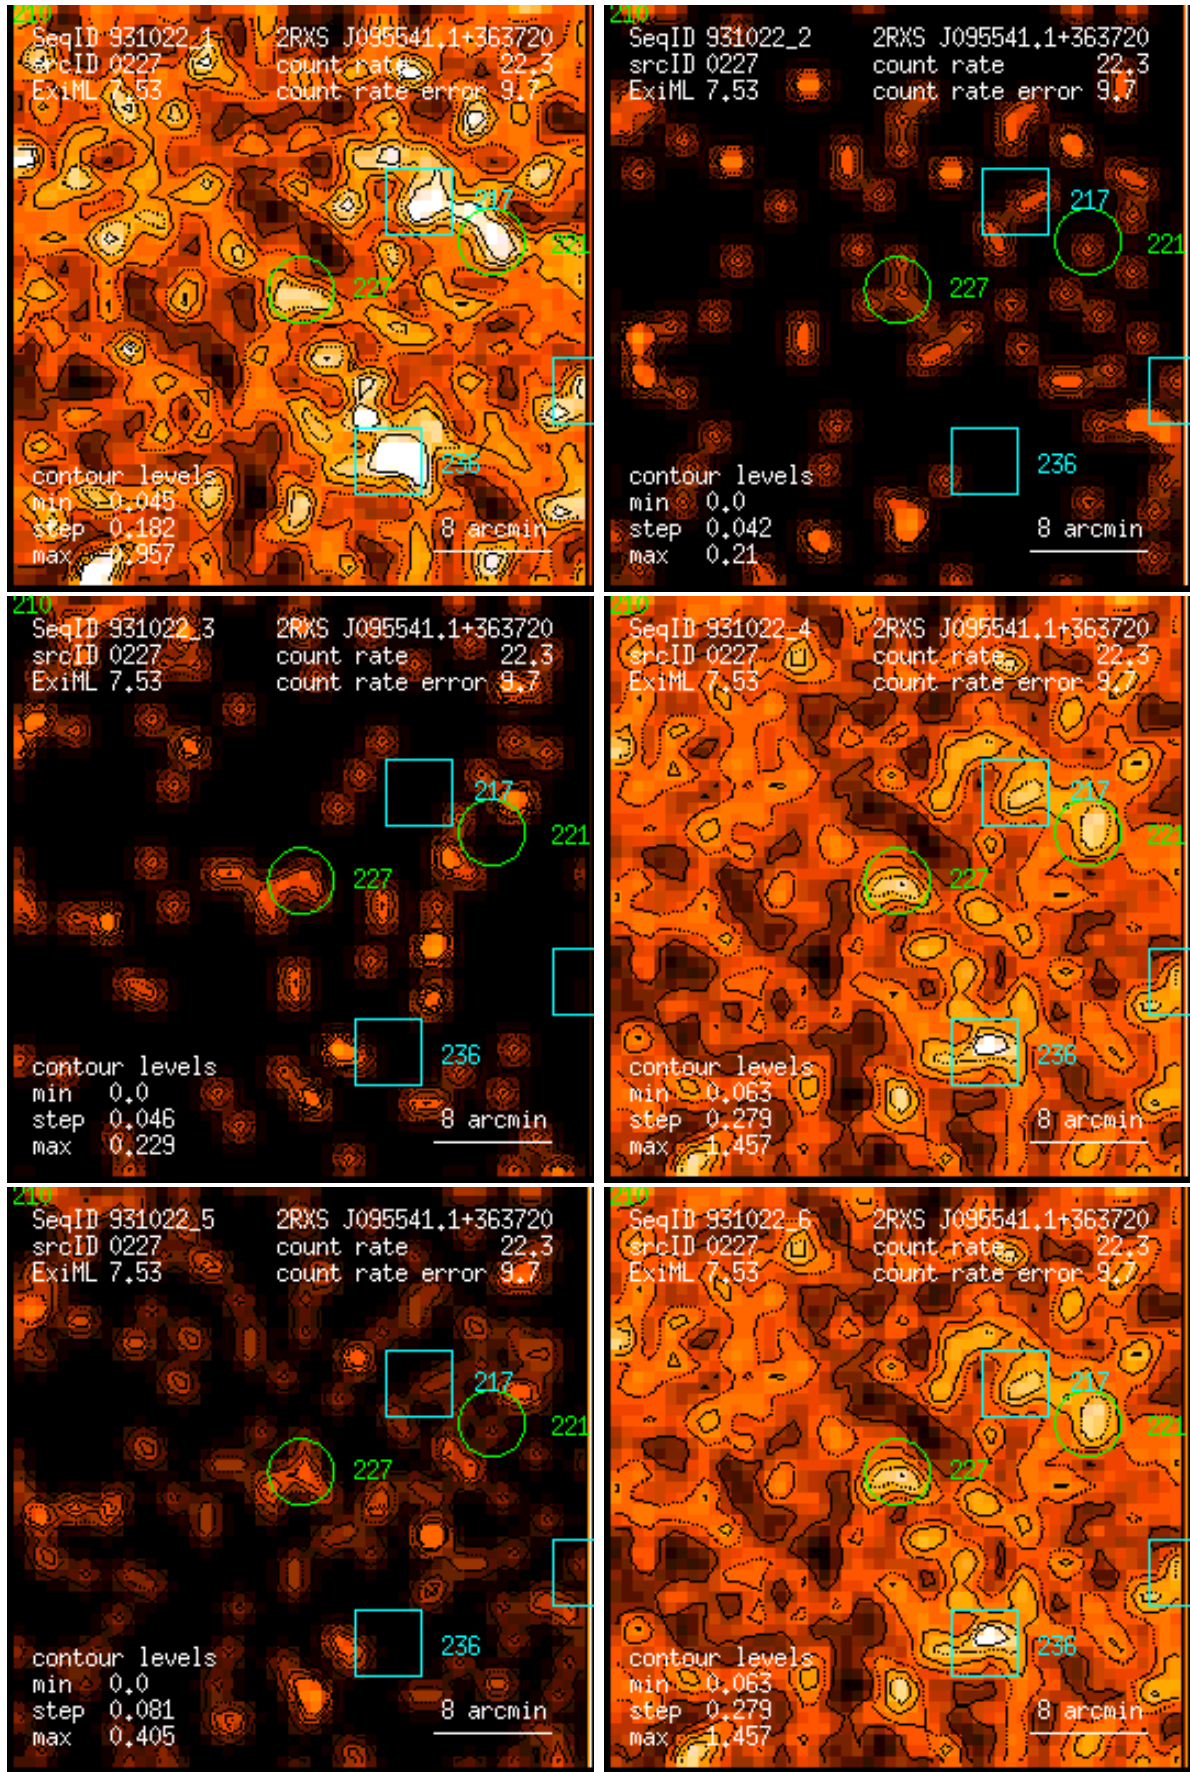 210
SeqID 931022_1 2RXS J095541.1+363720
srcID 0227 count rate 22.3
ExiML 7.53 count rate error 9.7
217
221
227
236
contour levels
min 0.045
step 0.182
max 0.957
8 arcmin
210
SeqID 931022_2 2RXS J095541.1+363720
srcID 0227 count rate 22.3
ExiML 7.53 count rate error 9.7
217
221
227
236
contour levels
min 0.0
step 0.042
max 0.21
8 arcmin
210
SeqID 931022_3 2RXS J095541.1+363720
srcID 0227 count rate 22.3
ExiML 7.53 count rate error 9.7
217
221
227
236
contour levels
min 0.0
step 0.046
max 0.229
8 arcmin
210
SeqID 931022_4 2RXS J095541.1+363720
srcID 0227 count rate 22.3
ExiML 7.53 count rate error 9.7
217
221
227
236
contour levels
min 0.063
step 0.279
max 1.457
8 arcmin
210
SeqID 931022_5 2RXS J095541.1+363720
srcID 0227 count rate 22.3
ExiML 7.53 count rate error 9.7
217
221
227
236
contour levels
min 0.0
step 0.081
max 0.405
8 arcmin
210
SeqID 931022_6 2RXS J095541.1+363720
srcID 0227 count rate 22.3
ExiML 7.53 count rate error 9.7
217
221
227
236
contour levels
min 0.063
step 0.279
max 1.457
8 arcmin